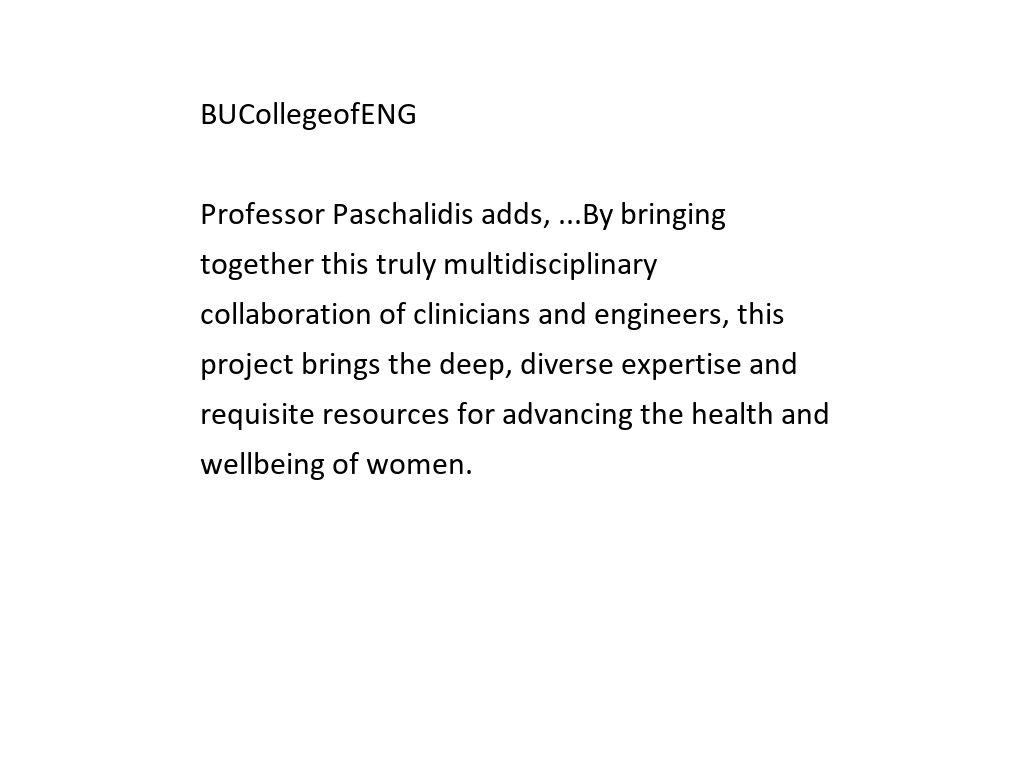 BUCollegeofENG
Professor Paschalidis adds, ...By bringing
together this truly multidisciplinary
collaboration of clinicians and engineers, this
project brings the deep, diverse expertise and
requisite resources for advancing the health and
wellbeing of women.